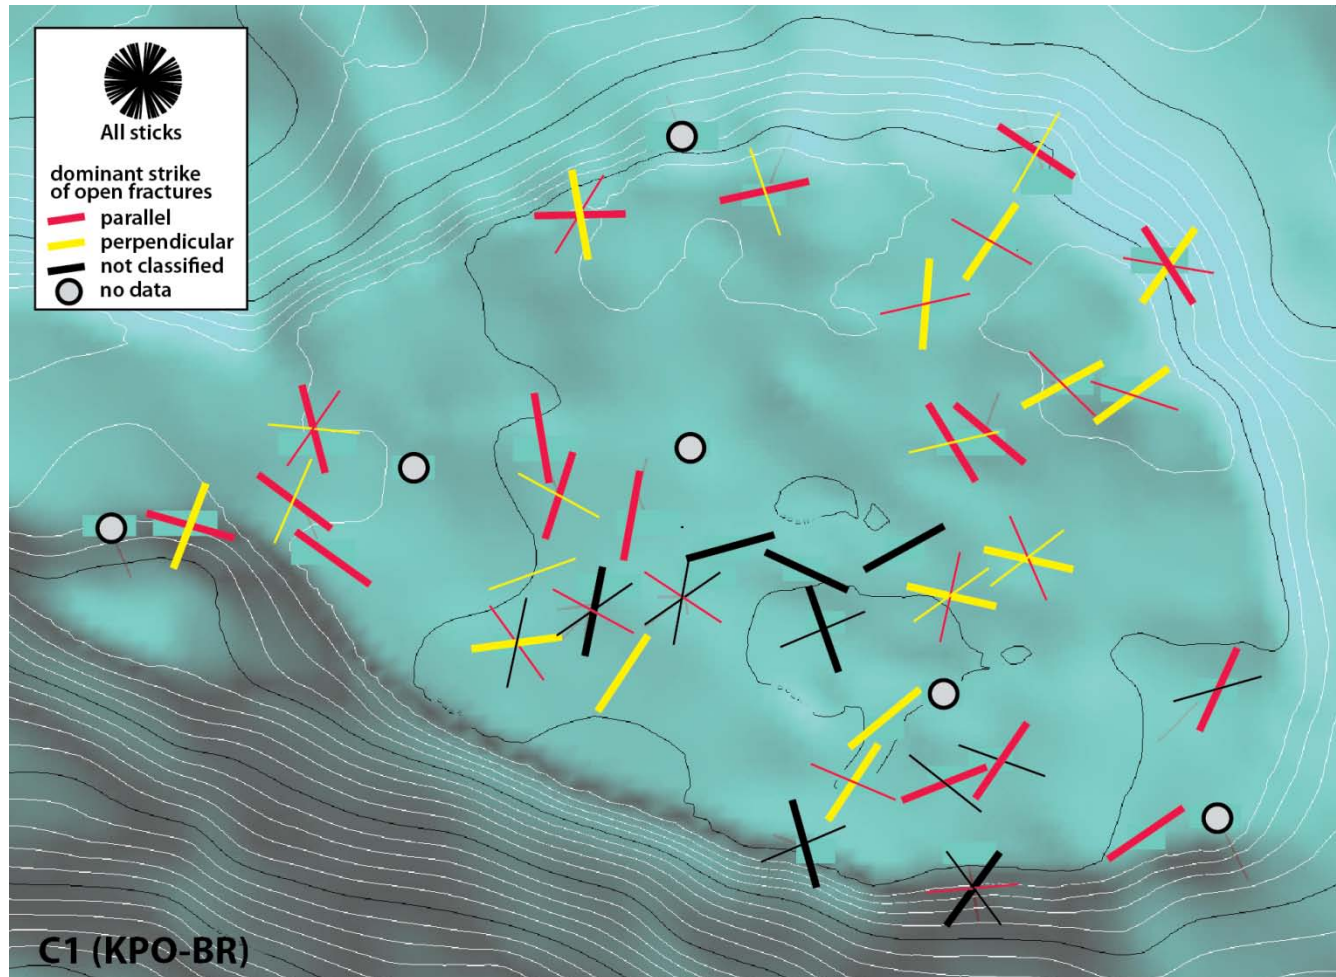 All sticks
dominant strike
of open fractures
parallel
perpendicular
not classified
no data
C1 (KPO-BR)